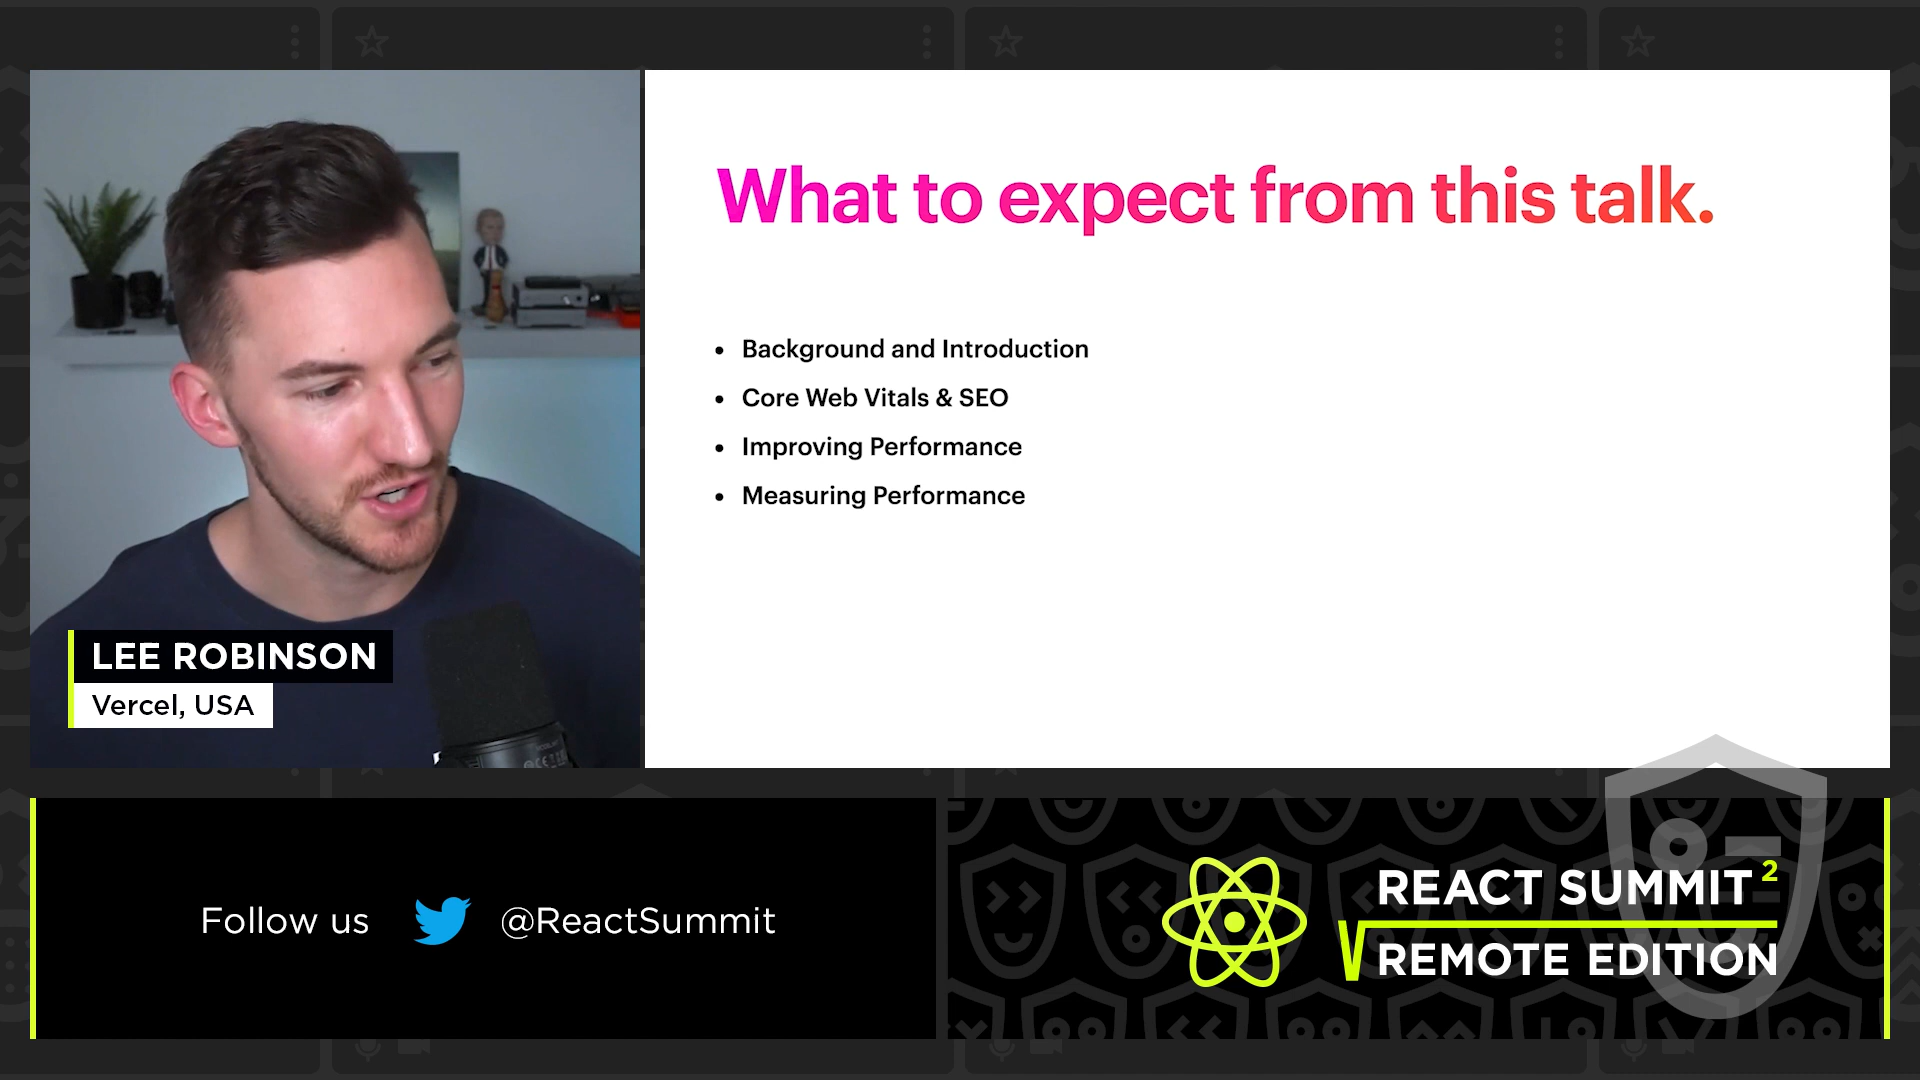 What to expect from this talk.
• Background and Introduction
• Core Web Vitals & SEO
• Improving Performance
• Measuring Performance
LEE ROBINSON
Vercel, USA
Follow us @ReactSummit
REACT SUMMIT 2
REMOTE EDITION